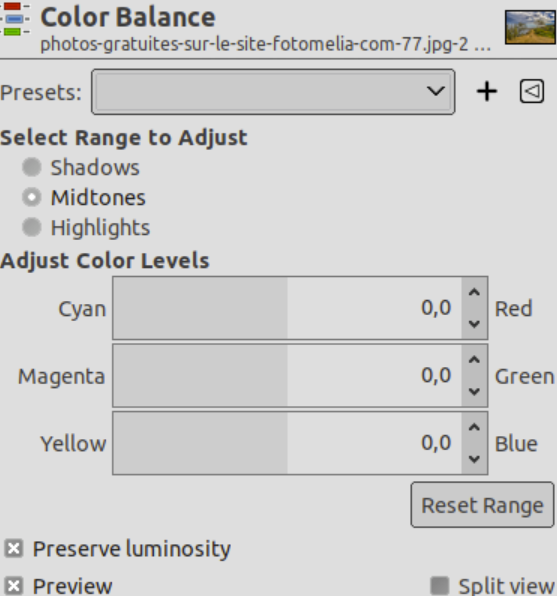 Color Balance
photos-gratuites-sur-le-site-fotomelia-com-77.jpg-2 ...
Presets:
Select Range to Adjust
Shadows
Midtones
Highlights
Adjust Color Levels
Cyan 0,0 Red
Magenta 0,0 Green
Yellow 0,0 Blue
Reset Range
Preserve luminosity
Preview Split view